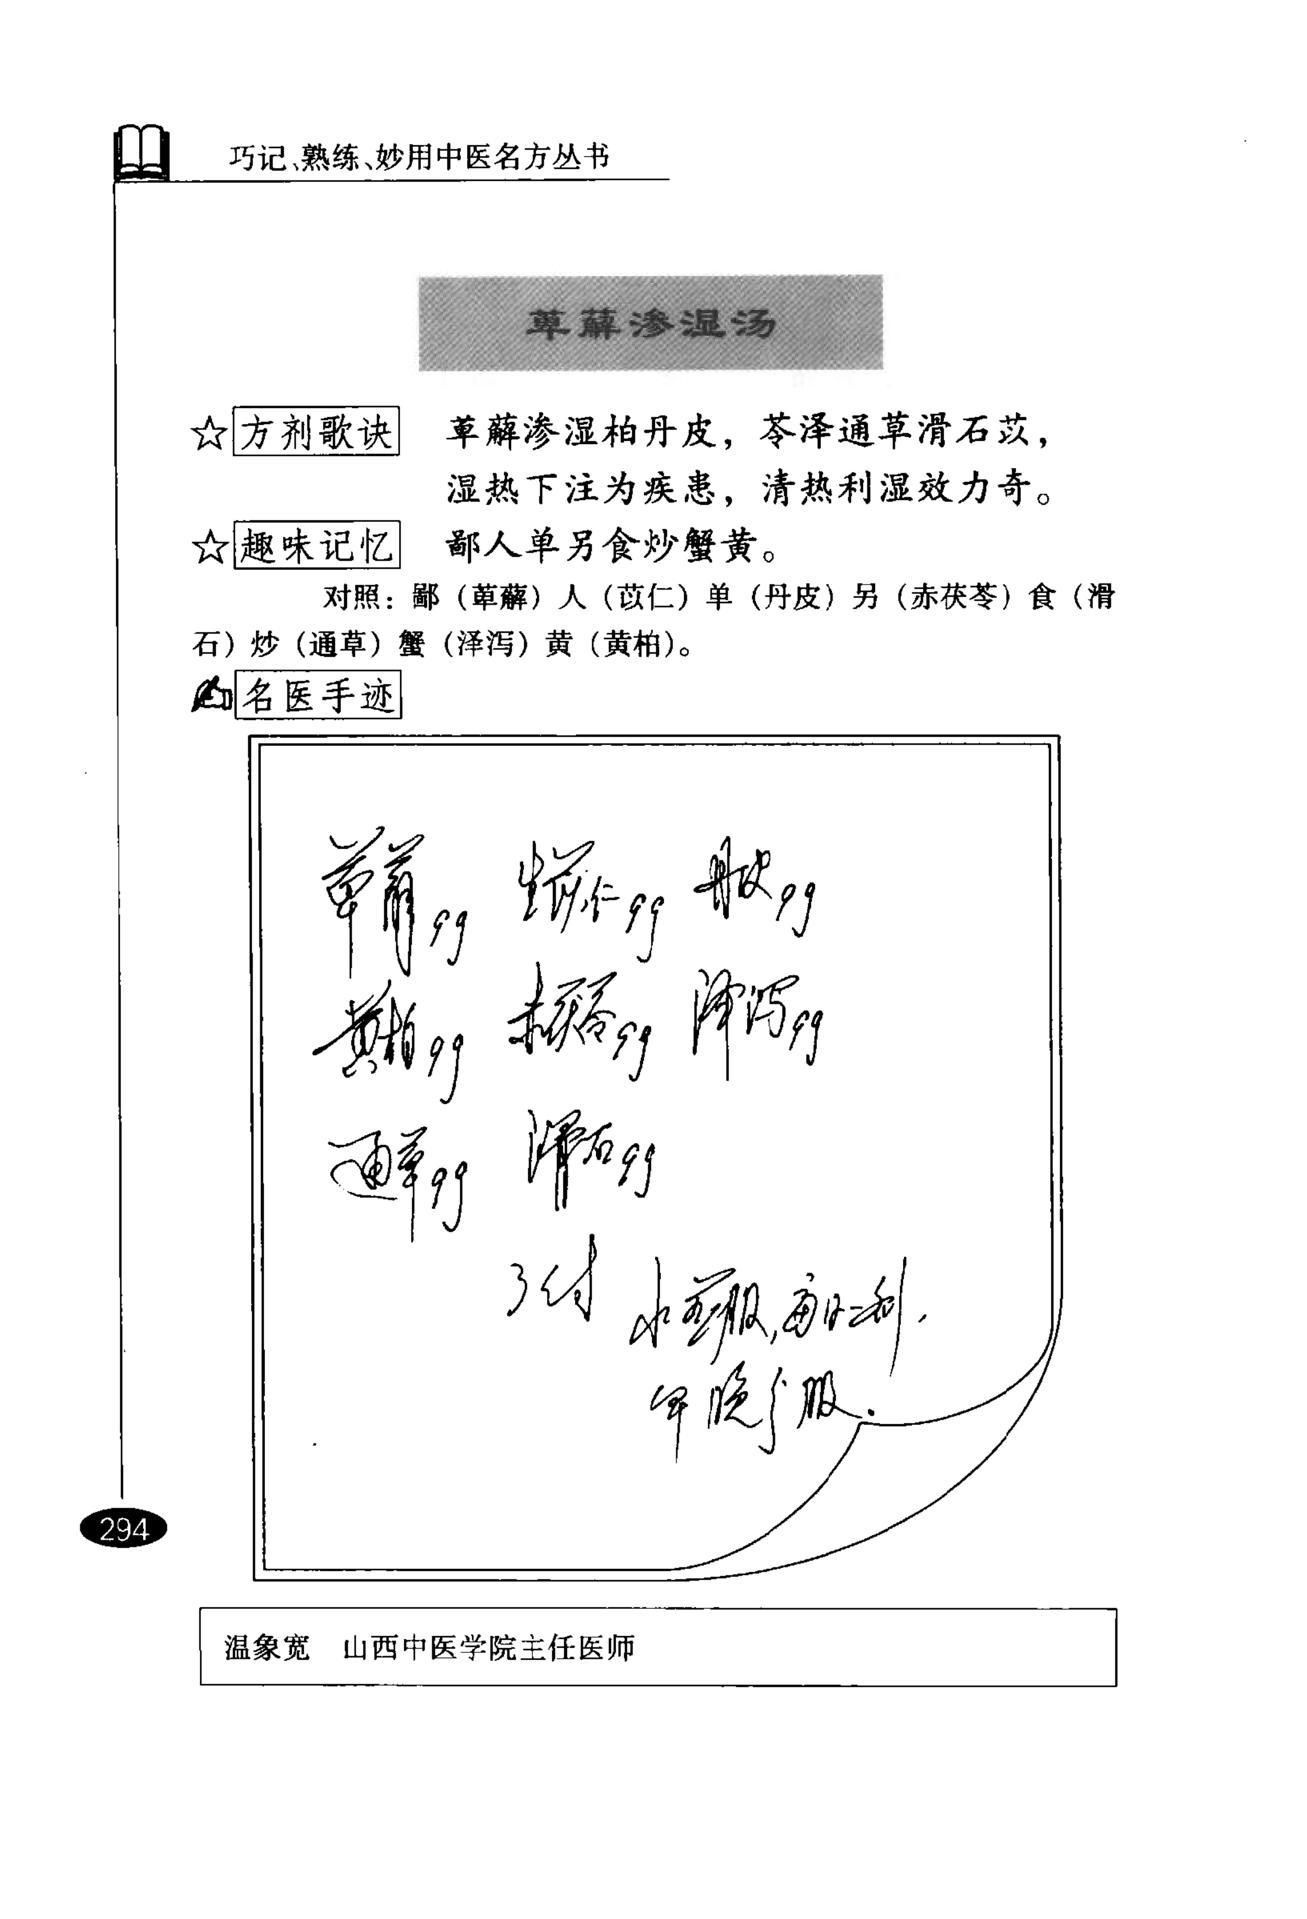 巧记、熟练、妙用中医名方丛书
萆薢渗湿汤
☆方剂歌诀 萆薢渗湿柏丹皮，苓泽通草滑石苡，
湿热下注为疾患，清热利湿效力奇。
☆趣味记忆 鄙人单另食炒蟹黄。
对照：鄙（萆薢）人（苡仁）单（丹皮）另（赤茯苓）食（滑
石）炒（通草）蟹（泽泻）黄（黄柏）。
名医手迹
萆薢9g 生苡仁9g 丹皮9g
黄柏9g 赤茯苓9g 泽泻9g
通草9g 滑石9g
3付 水煎服，每日一剂，
早晚分服.
294
温象宽 山西中医学院主任医师